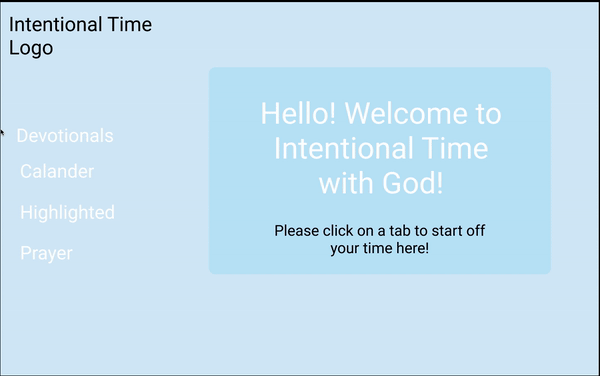 Intentional Time
Logo
Devotionals
Calander
Highlighted
Prayer
Hello! Welcome to
Intentional Time
with God!
Please click on a tab to start off
your time here!